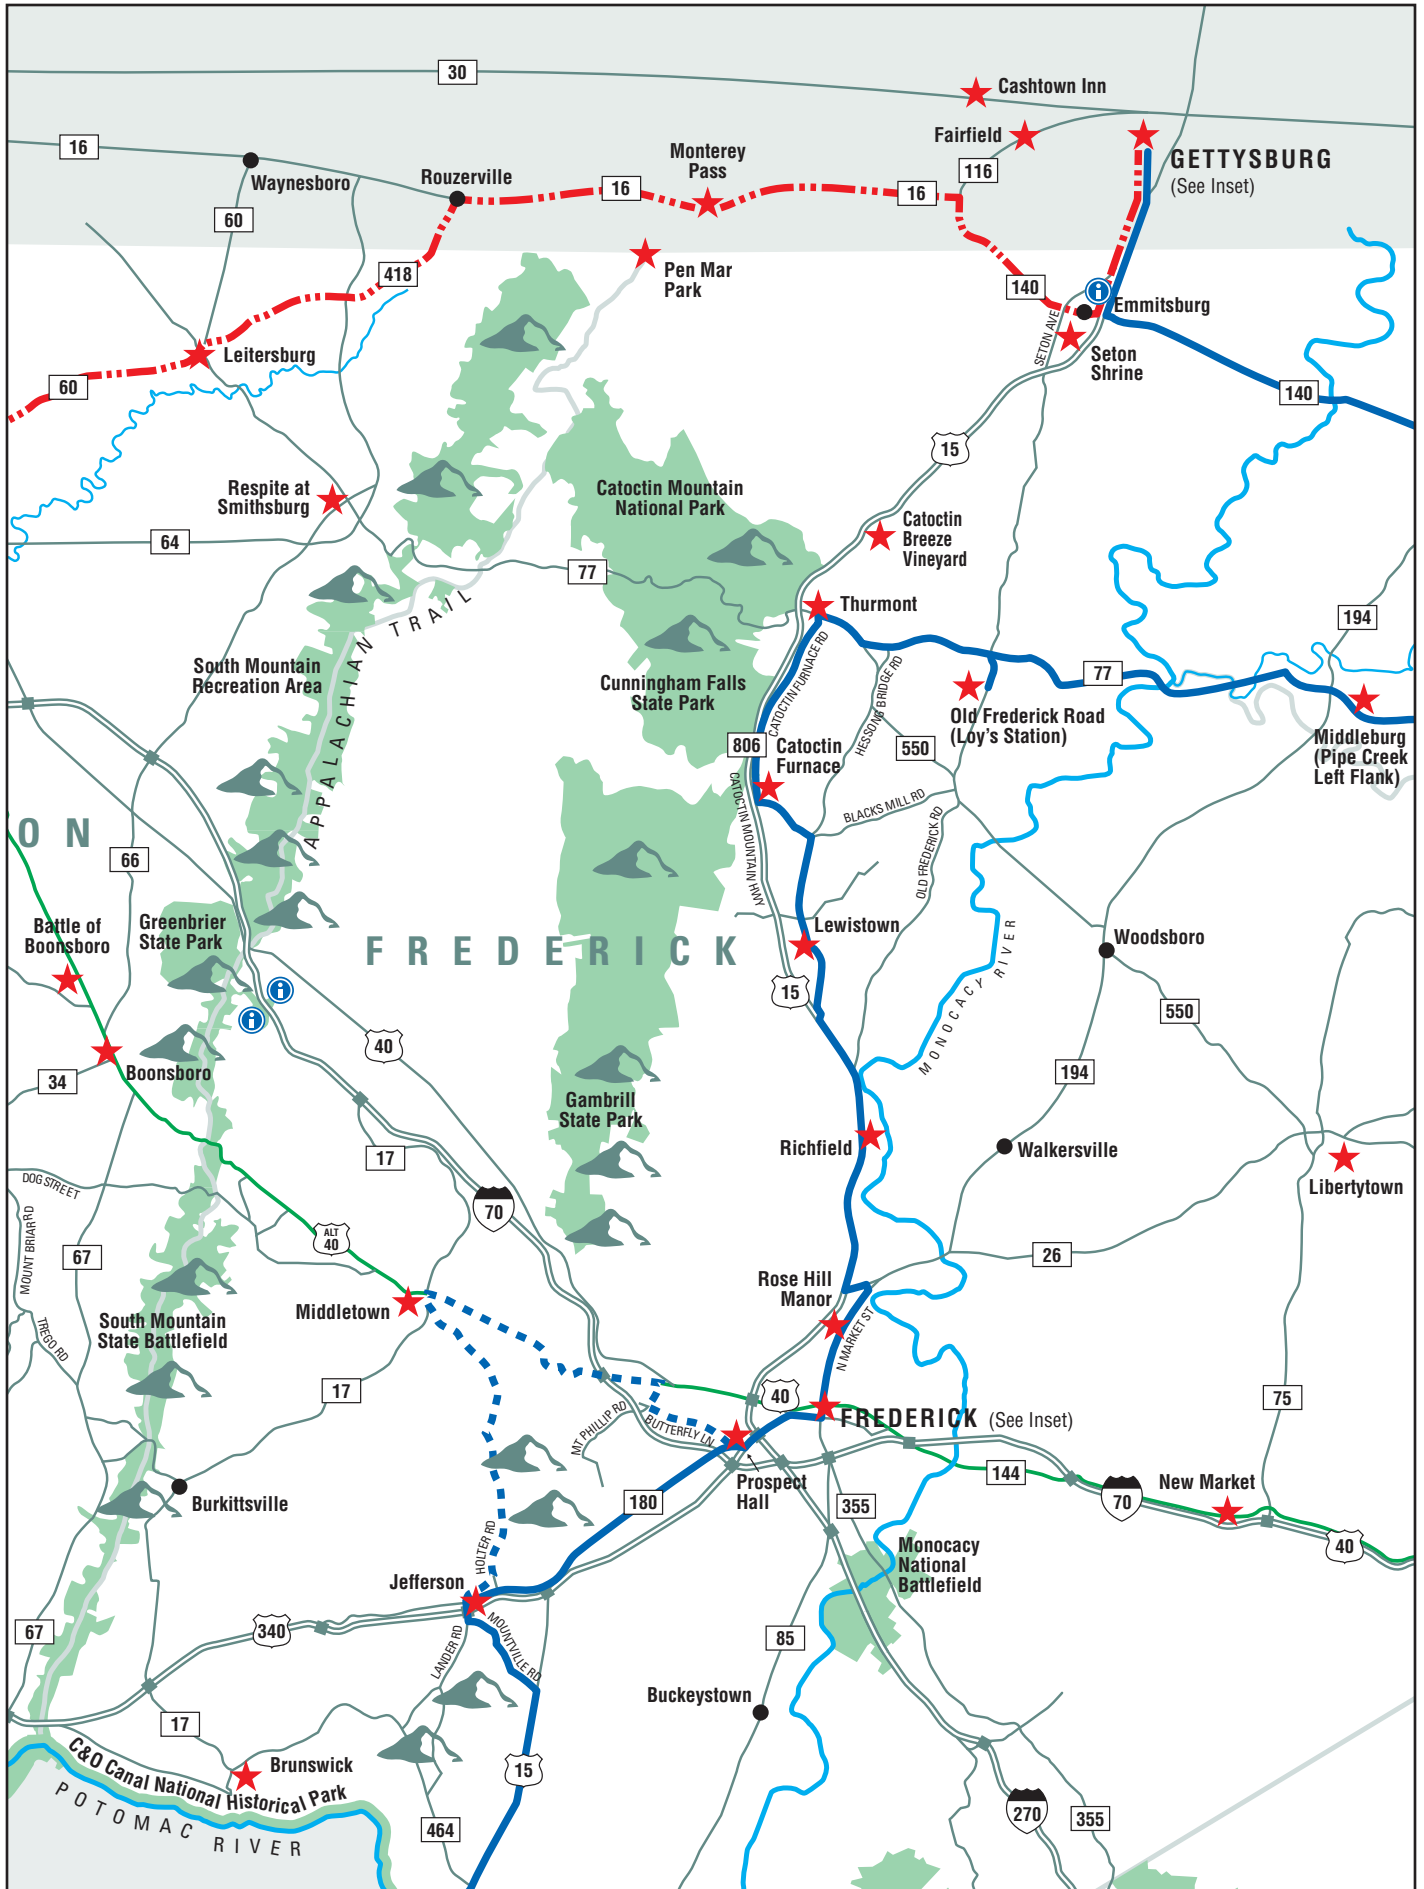 30
Cashtown Inn
Fairfield
16
Monterey
Pass
GETTYSBURG
(See Inset)
116
Waynesboro
Rouzerville
16
16
60
418
Pen Mar
Park
140
Emmitsburg
SETON AVE
Leitersburg
Seton
Shrine
60
140
15
Respite at
Smithsburg
Catoctin Mountain
National Park
Catoctin
Breeze
Vineyard
64
77
APPALACHIAN TRAIL
Thurmont
194
CATOCTIN FURNACE RD
HESSONG BRIDGE RD
77
South Mountain
Recreation Area
Cunningham Falls
State Park
Old Frederick Road
(Loy's Station)
806
Catoctin
Furnace
550
Middleburg
(Pipe Creek
Left Flank)
CATOCTIN MOUNTAIN HWY
BLACKS MILL RD
OLD FREDERICK RD
ON
66
Battle of
Boonsboro
Greenbrier
State Park
FREDERICK
Lewistown
Woodsboro
MONOCACY RIVER
15
550
40
34
Boonsboro
194
Gambrill
State Park
17
Richfield
Walkersville
Libertytown
DOG STREET
MOUNT BRIAR RD
70
ALT
40
67
26
Rose Hill
Manor
Middletown
South Mountain
State Battlefield
TREGO RD
N MARKET ST
17
40
75
MT PHILLIP RD
BUTTERFLY LN
FREDERICK (See Inset)
Prospect
Hall
144
New Market
70
Burkittsville
180
355
40
HOLTER RD
Monocacy
National
Battlefield
Jefferson
340
67
LANDER RD
MOUNTVILLE RD
85
Buckeystown
17
C&O Canal National Historical Park
Brunswick
15
POTOMAC RIVER
464
270
355